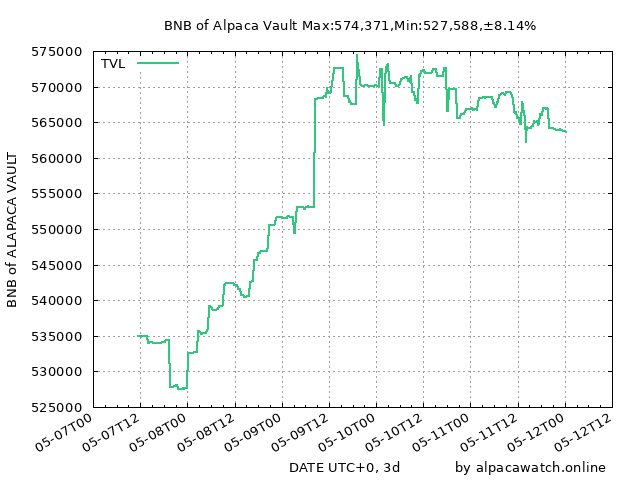 BNB of Alpaca Vault Max:574,371,Min:527,588,±8.14%
TVL
575000
570000
565000
560000
555000
550000
545000
540000
535000
530000
525000
BNB of ALAPACA VAULT
05-07T00
05-07T12
05-08T00
05-08T12
05-09T00
05-09T12
05-10T00
05-10T12
05-11T00
05-11T12
05-12T00
05-12T12
DATE UTC+0, 3d
by alpacawatch.online